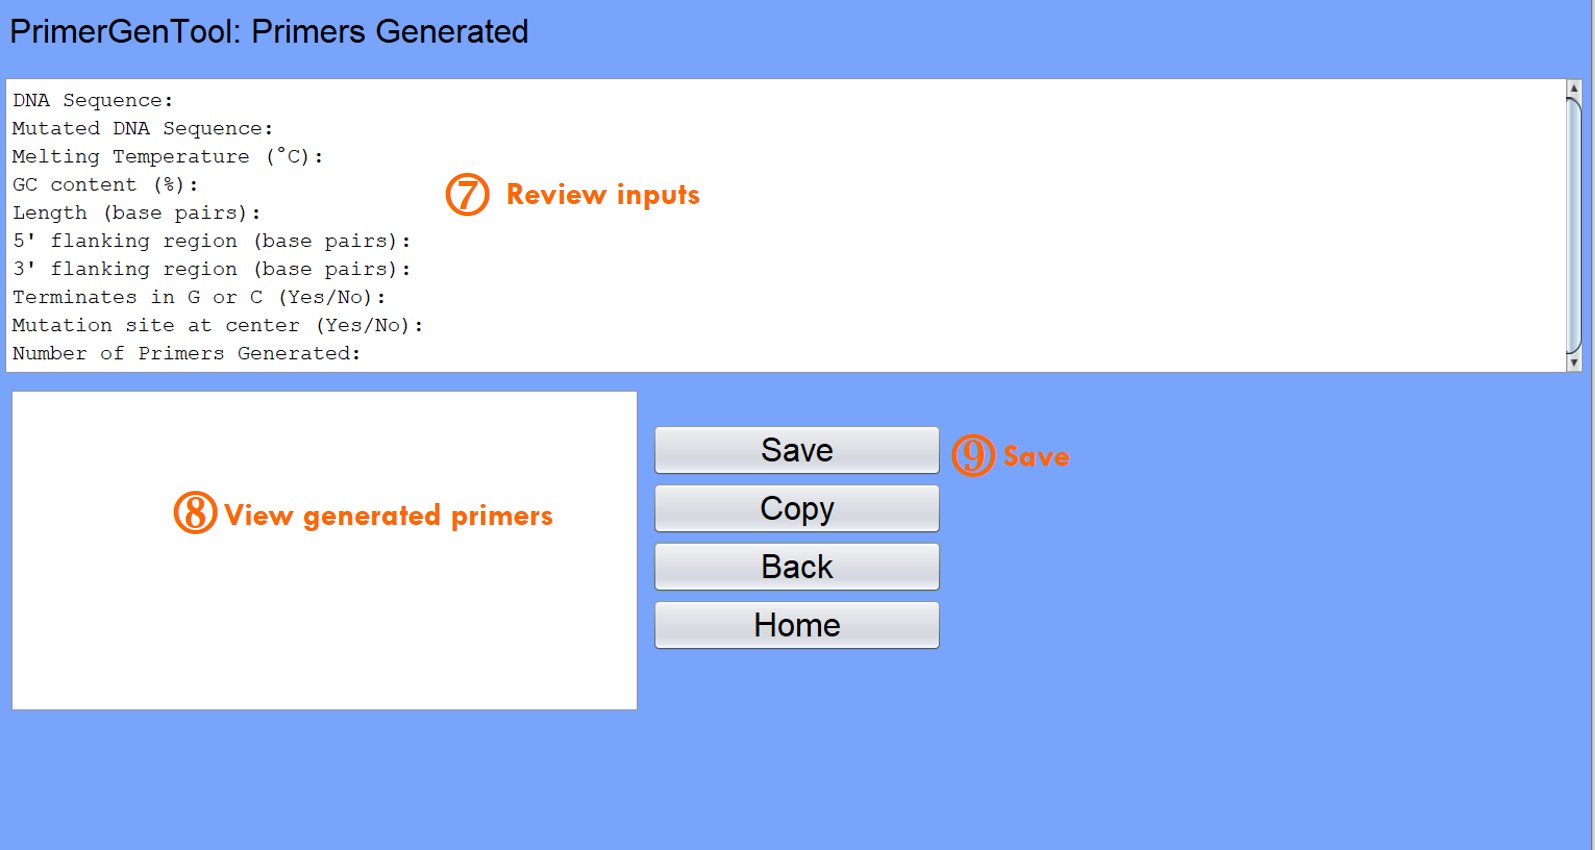 PrimerGenTool: Primers Generated
DNA Sequence:
Mutated DNA Sequence:
Melting Temperature (°C):
GC content (%):
Length (base pairs):
5' flanking region (base pairs):
3' flanking region (base pairs):
Terminates in G or C (Yes/No):
Mutation site at center (Yes/No):
Number of Primers Generated:
⑦ Review inputs
⑧ View generated primers
Save
⑨ Save
Copy
Back
Home